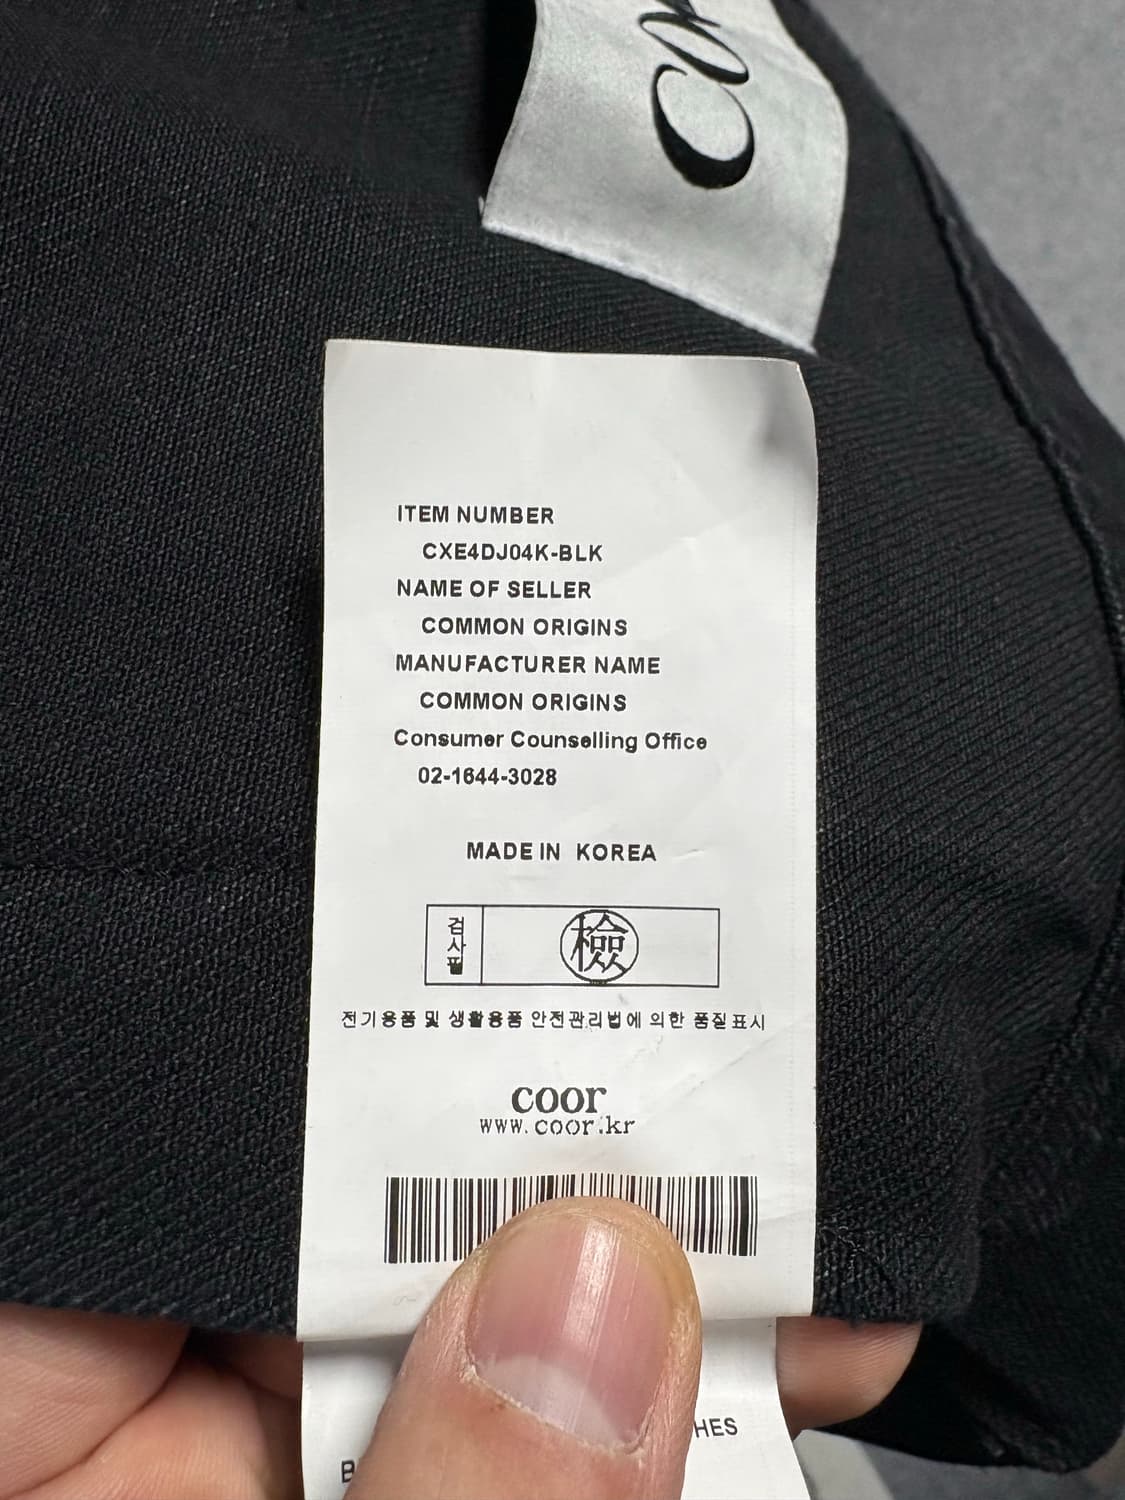 ITEM NUMBER
CXE4DJ04K-BLK
NAME OF SELLER
COMMON ORIGINS
MANUFACTURER NAME
COMMON ORIGINS
Consumer Counselling Office
02-1644-3028
MADE IN KOREA
검사필
檢
전기용품 및 생활용품 안전관리법에 의한 품질표시
coor
www.coor.kr